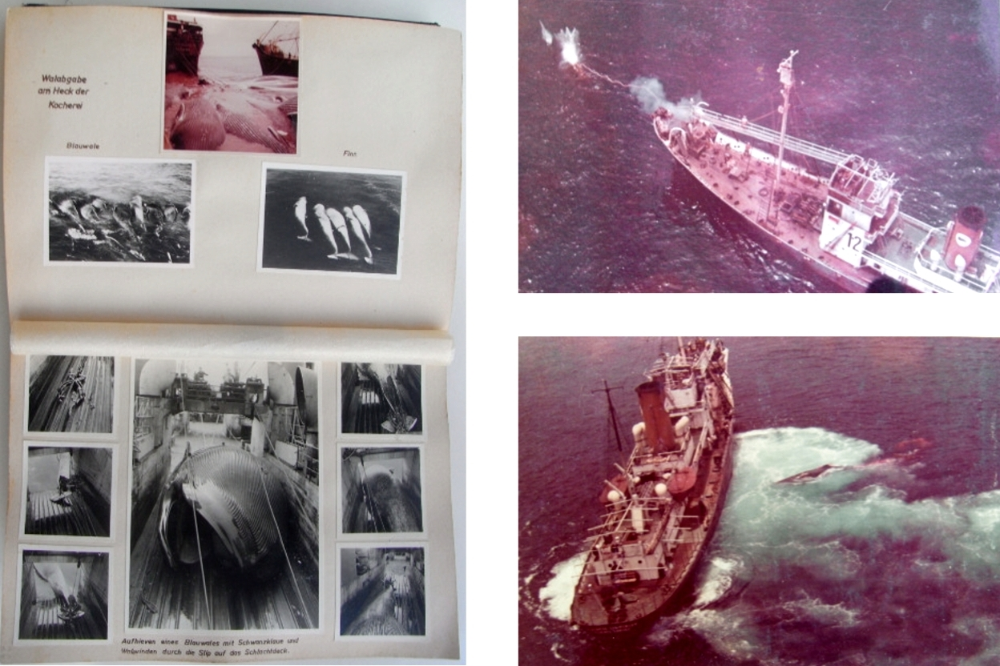 Walabgabe
am Heck der
Kocherei
Blauwale
Finn
12
Aufhieven eines Blauwales mit Schwanzklaue und
Walwinden durch die Slip auf das Schlachtdeck.